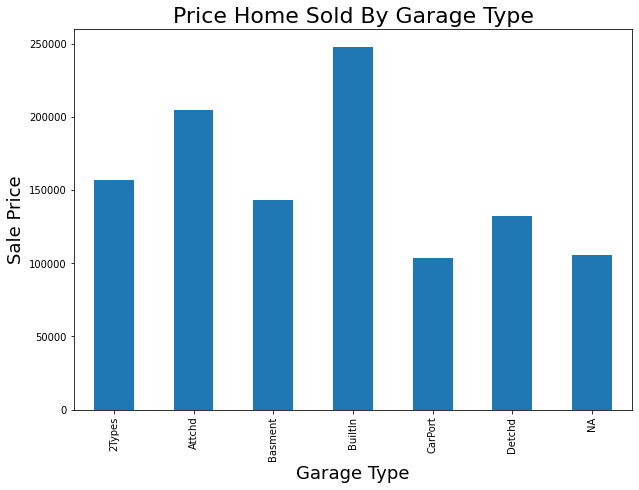 Price Home Sold By Garage Type
Sale Price
250000
200000
150000
100000
50000
0
2Types
Attchd
Basment
BuiltIn
CarPort
Detchd
NA
Garage Type